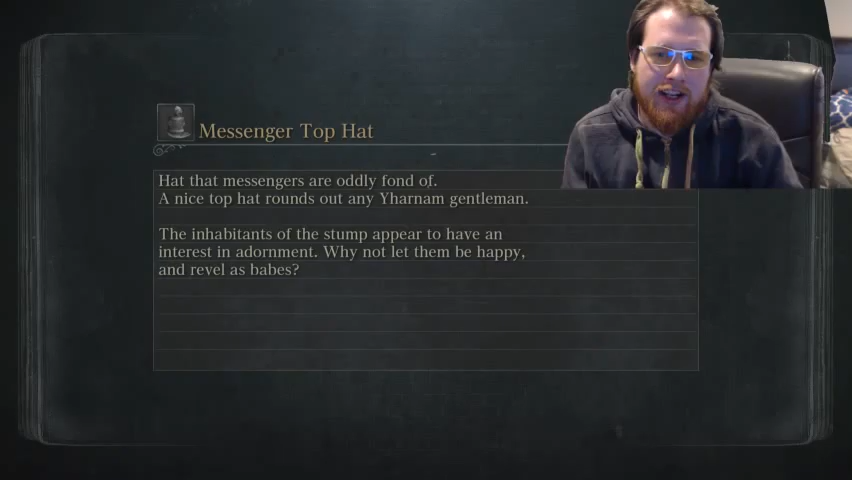 Messenger Top Hat
Hat that messengers are oddly fond of.
A nice top hat rounds out any Yharnam gentleman.
The inhabitants of the stump appear to have an
interest in adornment. Why not let them be happy,
and revel as babes?